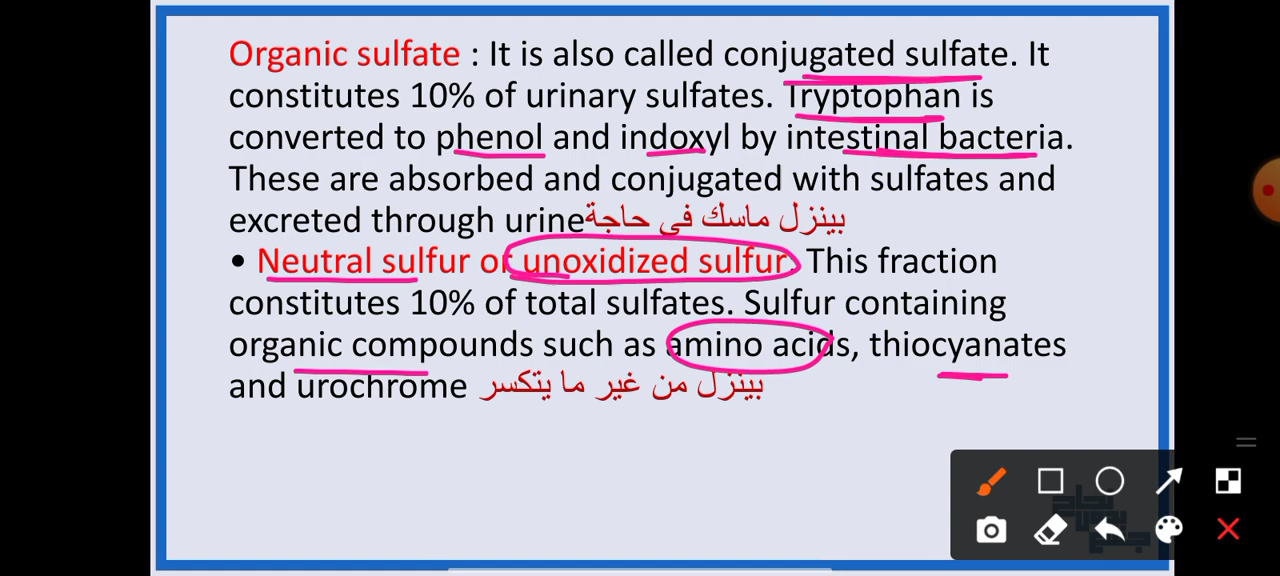 Organic sulfate : It is also called conjugated sulfate. It
constitutes 10% of urinary sulfates. Tryptophan is
converted to phenol and indoxyl by intestinal bacteria.
These are absorbed and conjugated with sulfates and
excreted through urine بينزل ماسك في حاجة
• Neutral sulfur or unoxidized sulfur. This fraction
constitutes 10% of total sulfates. Sulfur containing
organic compounds such as amino acids, thiocyanates
and urochrome بينزل من غير ما يتكسر